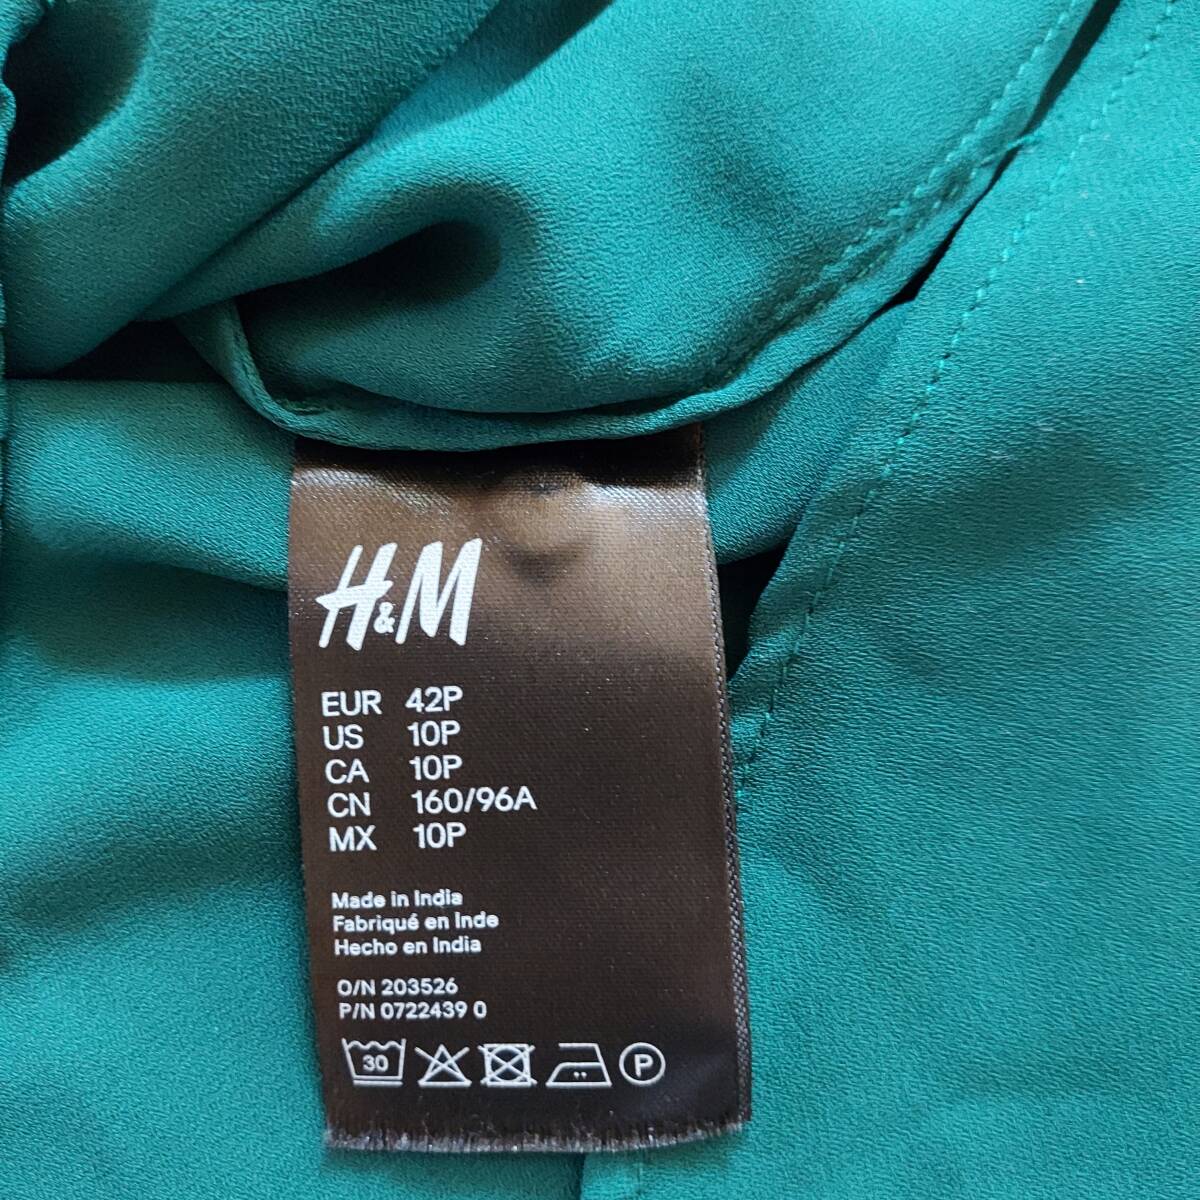 H&M
EUR 42P
US 10P
CA 10P
CN 160/96A
MX 10P
Made in India
Fabriqué en Inde
Hecho en India
O/N 203526
P/N 0722439 0
30
P